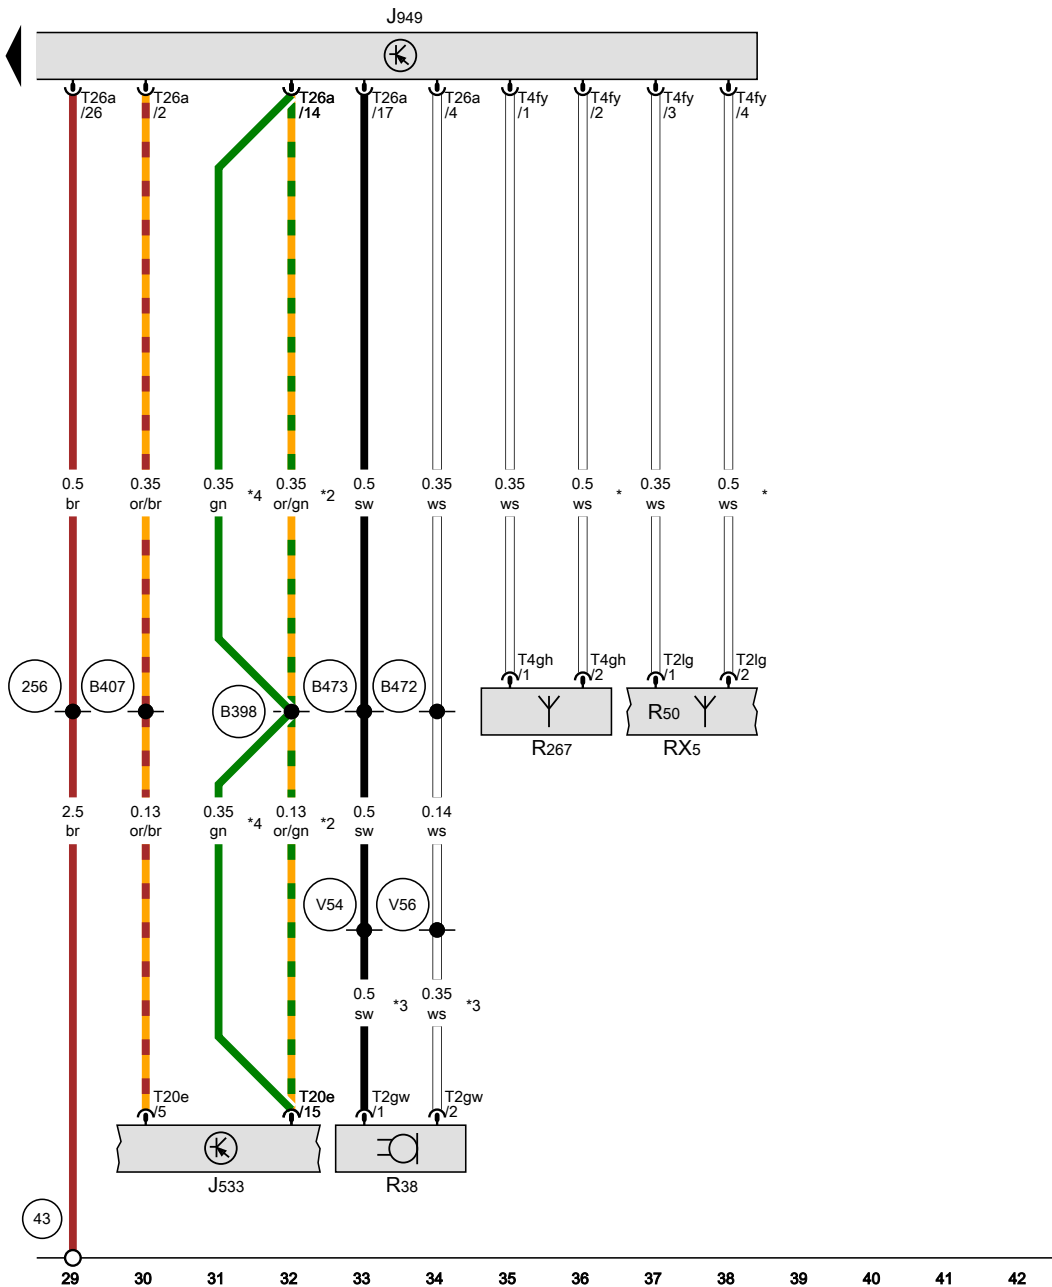 J949
T26a T26a T26a T26a T26a T4fy T4fy T4fy T4fy
/26 /2 /14 /17 /4 /1 /2 /3 /4
0.5 0.35 0.35 0.35 0.5 0.35 0.35 0.5 0.35 0.5
br or/br gn *4 or/gn *2 sw ws ws ws * ws ws *
T4gh T4gh T2lg T2lg
/1 /2 /1 /2
256 B407 B473 B472
B398 R50
R267 RX5
2.5 0.13 0.35 0.13 0.5 0.14
br or/br gn *4 or/gn *2 sw ws
V54 V56
0.5 0.35
sw *3 ws *3
T20e T20e T2gw T2gw
/5 /15 /1 /2
J533 R38
43
29 30 31 32 33 34 35 36 37 38 39 40 41 42